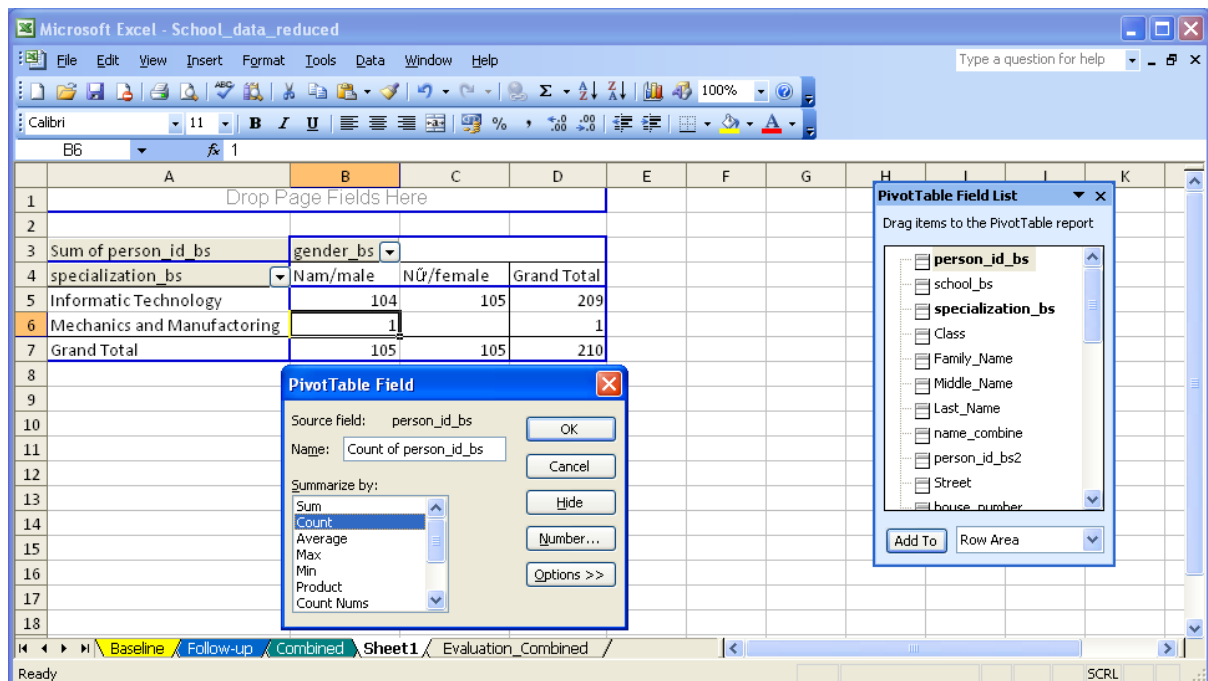 Microsoft Excel - School_data_reduced
File Edit View Insert Format Tools Data Window Help Type a question for help
100%
Calibri 11 B I U
B6 fx 1
A B C D E F G H I J K
1 Drop Page Fields Here
2
3 Sum of person_id_bs gender_bs
4 specialization_bs Nam/male NỮ/female Grand Total
5 Informatic Technology 104 105 209
6 Mechanics and Manufactoring 1 1
7 Grand Total 105 105 210
8
9
10
11
12
13
14
15
16
17
18
PivotTable Field
Source field: person_id_bs
Name: Count of person_id_bs
Summarize by:
Sum
Count
Average
Max
Min
Product
Count Nums
OK
Cancel
Hide
Number...
Options >>
PivotTable Field List
Drag items to the PivotTable report
person_id_bs
school_bs
specialization_bs
Class
Family_Name
Middle_Name
Last_Name
name_combine
person_id_bs2
Street
house_number
Add To Row Area
Baseline Follow-up Combined Sheet1 Evaluation_Combined
Ready SCRL